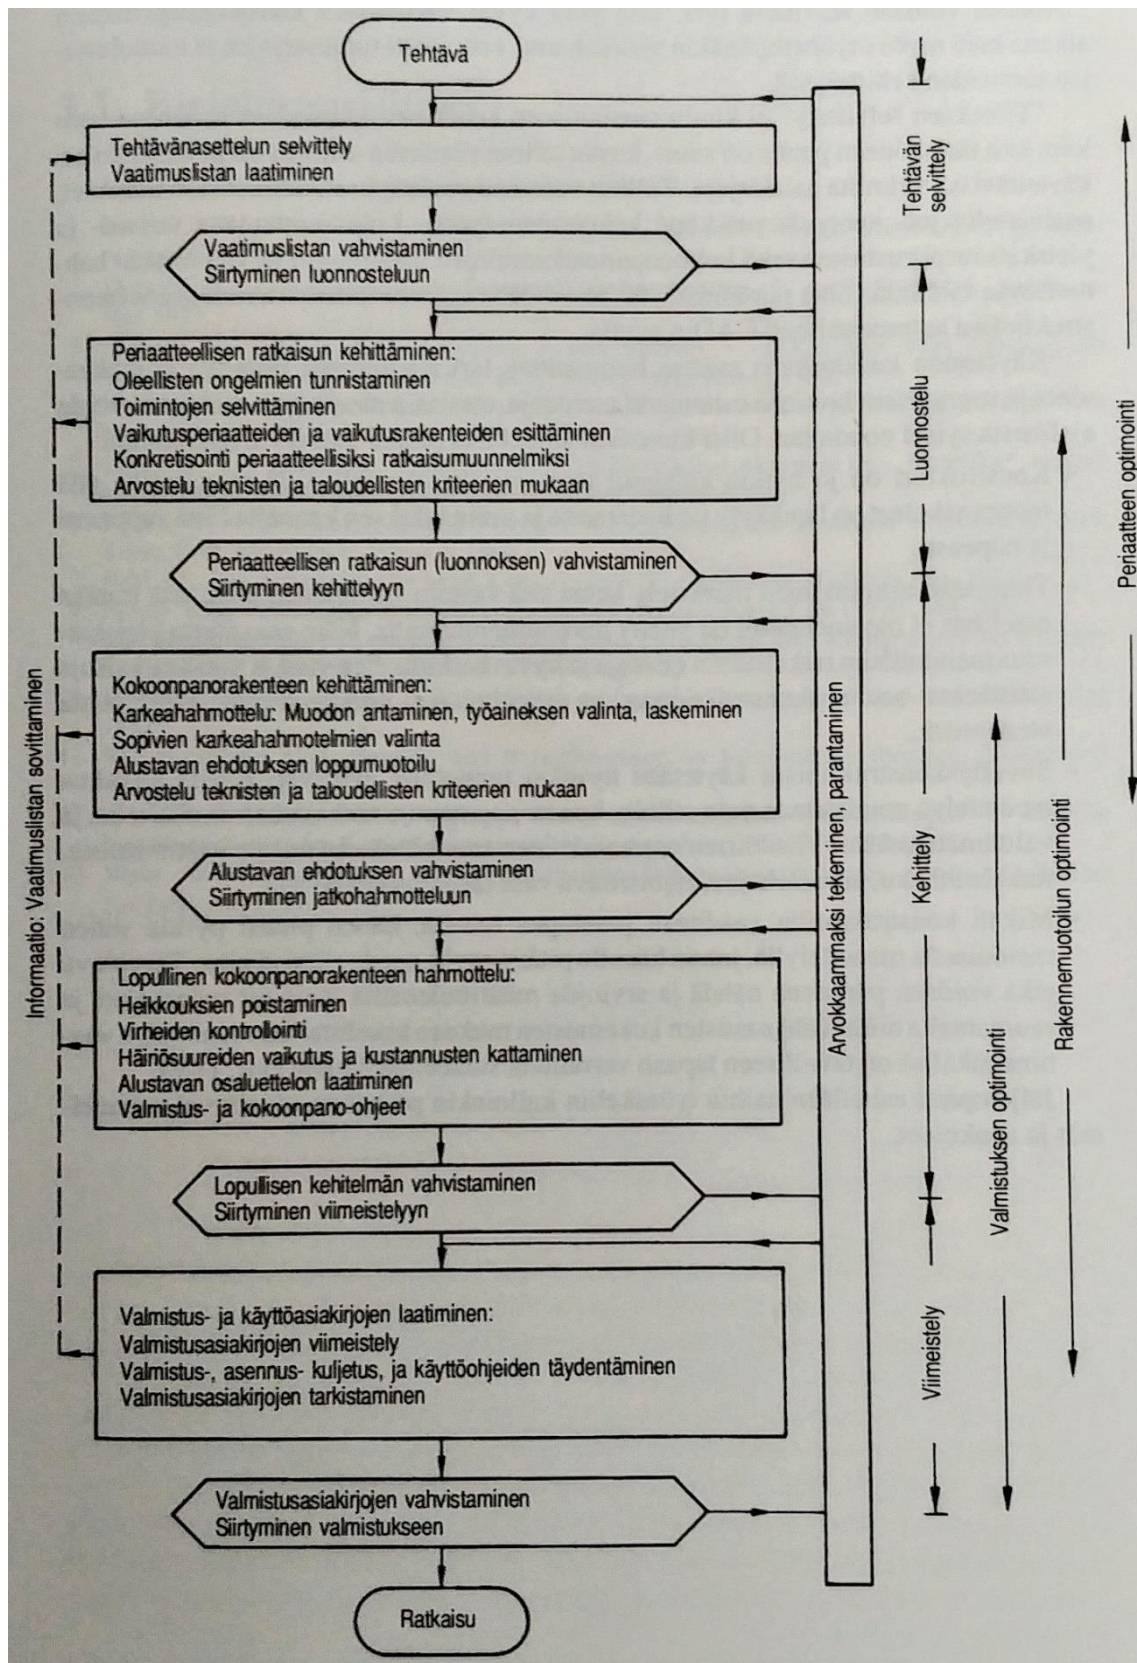 Tehtävä
Tehtävänasettelun selvittely
Vaatimuslistan laatiminen
Vaatimuslistan vahvistaminen
Siirtyminen luonnosteluun
Periaatteellisen ratkaisun kehittäminen:
Oleellisten ongelmien tunnistaminen
Toimintojen selvittäminen
Vaikutusperiaatteiden ja vaikutusrakenteiden esittäminen
Konkretisointi periaatteellisiksi ratkaisumuunnelmiksi
Arvostelu teknisten ja taloudellisten kriteerien mukaan
Periaatteellisen ratkaisun (luonnoksen) vahvistaminen
Siirtyminen kehittelyyn
Kokoonpanorakenteen kehittäminen:
Karkeahahmottelu: Muodon antaminen, työaineksen valinta, laskeminen
Sopivien karkeahahmotelmien valinta
Alustavan ehdotuksen loppumuotoilu
Arvostelu teknisten ja taloudellisten kriteerien mukaan
Alustavan ehdotuksen vahvistaminen
Siirtyminen jatkohahmotteluun
Lopullinen kokoonpanorakenteen hahmottelu:
Heikkouksien poistaminen
Virheiden kontrollointi
Häiriösuureiden vaikutus ja kustannusten kattaminen
Alustavan osaluettelon laatiminen
Valmistus- ja kokoonpano-ohjeet
Lopullisen kehitelmän vahvistaminen
Siirtyminen viimeistelyyn
Valmistus- ja käyttöasiakirjojen laatiminen:
Valmistusasiakirjojen viimeistely
Valmistus-, asennus- kuljetus, ja käyttöohjeiden täydentäminen
Valmistusasiakirjojen tarkistaminen
Valmistusasiakirjojen vahvistaminen
Siirtyminen valmistukseen
Ratkaisu
Informaatio: Vaatimuslistan sovittaminen
Arvokkaammaksi tekeminen, parantaminen
Tehtävän
selvittely
Luonnostelu
Kehittely
Viimeistely
Valmistuksen optimointi
Rakennemuotoilun optimointi
Periaatteen optimointi